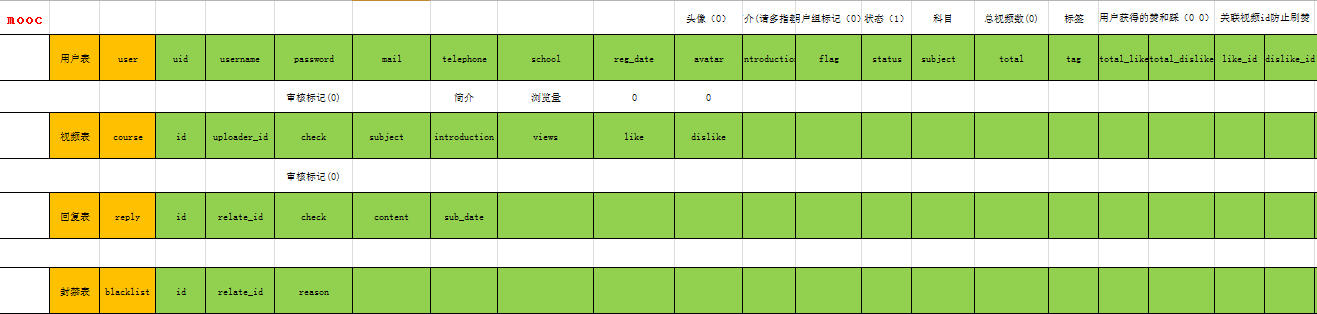 mooc 头像（0） 介(请多指教 用户组标记（0） 状态（1） 科目 总视频数(0) 标签 用户获得的赞和踩（0 0） 关联视频id防止刷赞
用户表 user uid username password mail telephone school reg_date avatar introduction flag status subject total tag total_like total_dislike like_id dislike_id
审核标记(0) 简介 浏览量 0 0
视频表 course id uploader_id check subject introduction views like dislike
审核标记(0)
回复表 reply id relate_id check content sub_date
封禁表 blacklist id relate_id reason